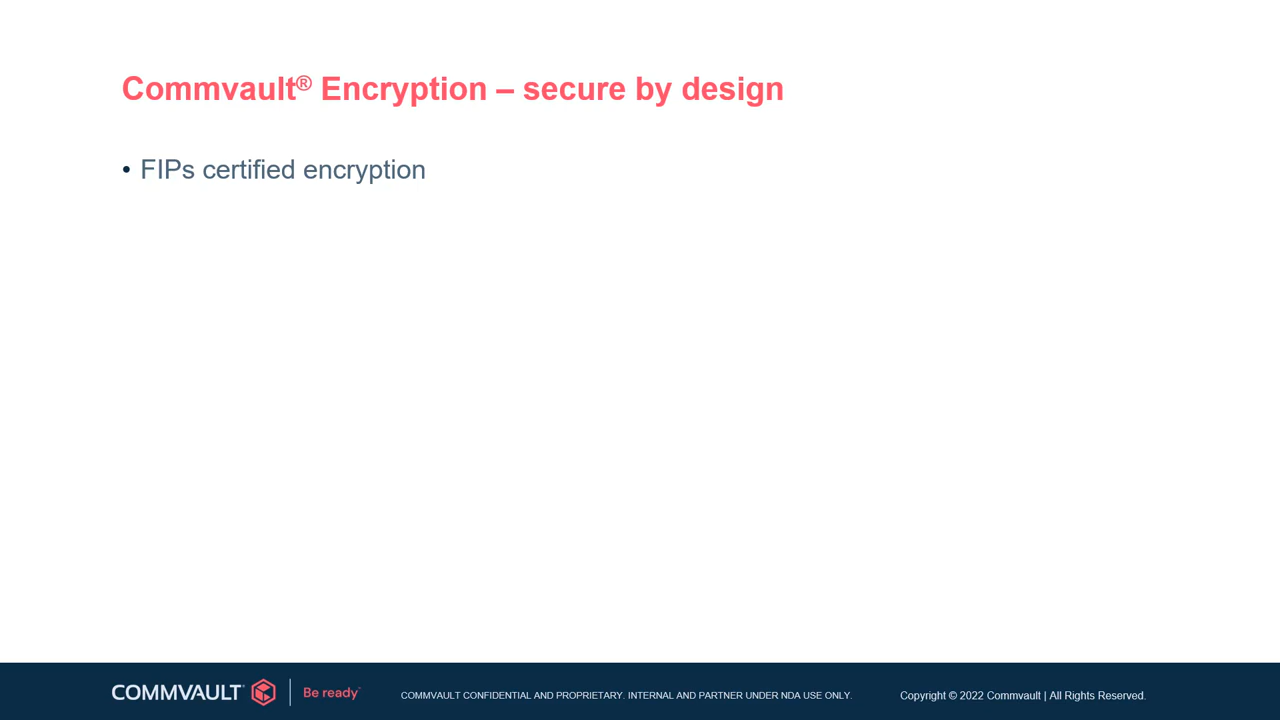 Commvault® Encryption – secure by design
• FIPs certified encryption
COMMVAULT Be ready™ COMMVAULT CONFIDENTIAL AND PROPRIETARY. INTERNAL AND PARTNER UNDER NDA USE ONLY. Copyright © 2022 Commvault | All Rights Reserved.